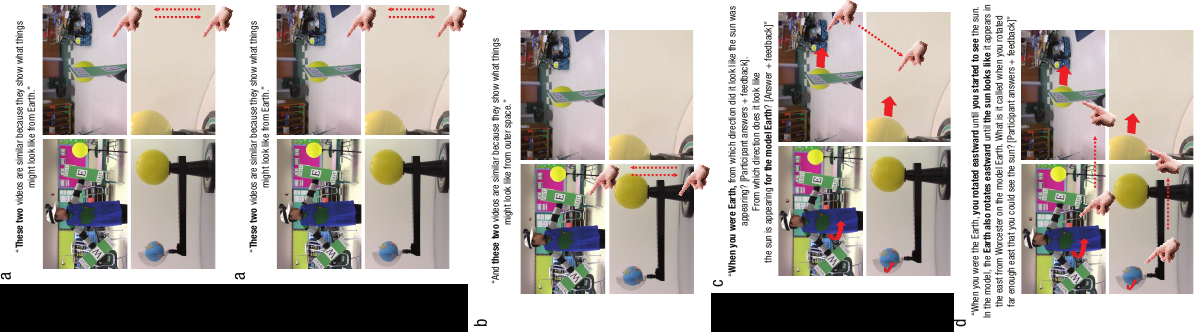 a
"These two videos are similar because they show what things
might look like from Earth."
a
"These two videos are similar because they show what things
might look like from Earth."
b
"And these two videos are similar because they show what things
might look like from outer space."
c
"When you were Earth, from which direction did it look like the sun was
appearing? [Participant answers + feedback].
From which direction does it look like
the sun is appearing for the model Earth? [Answer + feedback]"
d
"When you were the Earth, you rotated eastward until you started to see the sun.
In the model, the Earth also rotates eastward until the sun looks like it appears in
the east from Worcester on the model Earth. What is it called when you rotated
far enough east that you could see the sun? [Participant answers + feedback]"